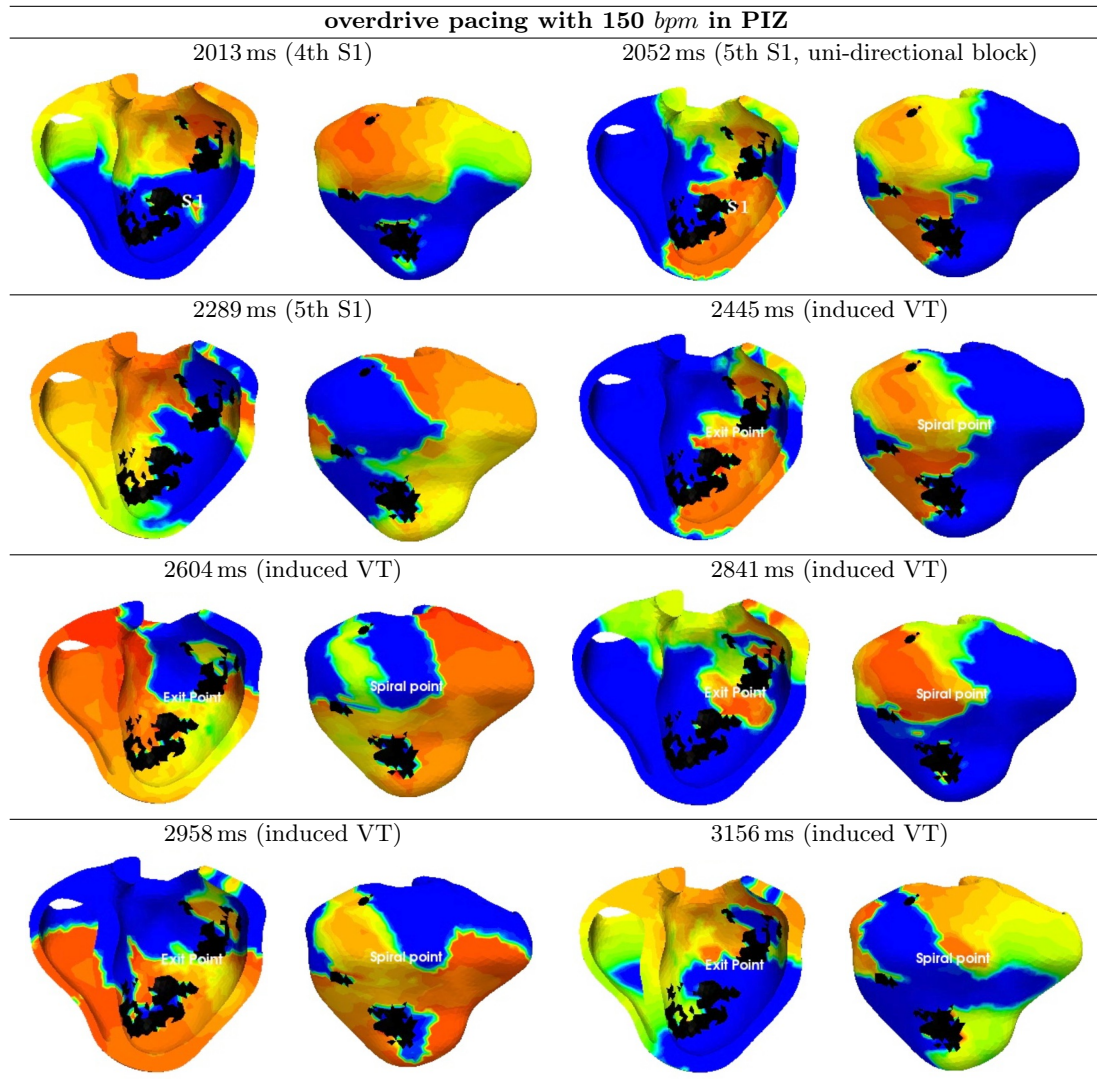 overdrive pacing with 150 bpm in PIZ
2013 ms (4th S1)
2052 ms (5th S1, uni-directional block)
S 1
S 1
2289 ms (5th S1)
2445 ms (induced VT)
Exit Point
Spiral point
2604 ms (induced VT)
2841 ms (induced VT)
Exit Point
Spiral point
Exit Point
Spiral point
2958 ms (induced VT)
3156 ms (induced VT)
Exit Point
Spiral point
Exit Point
Spiral point